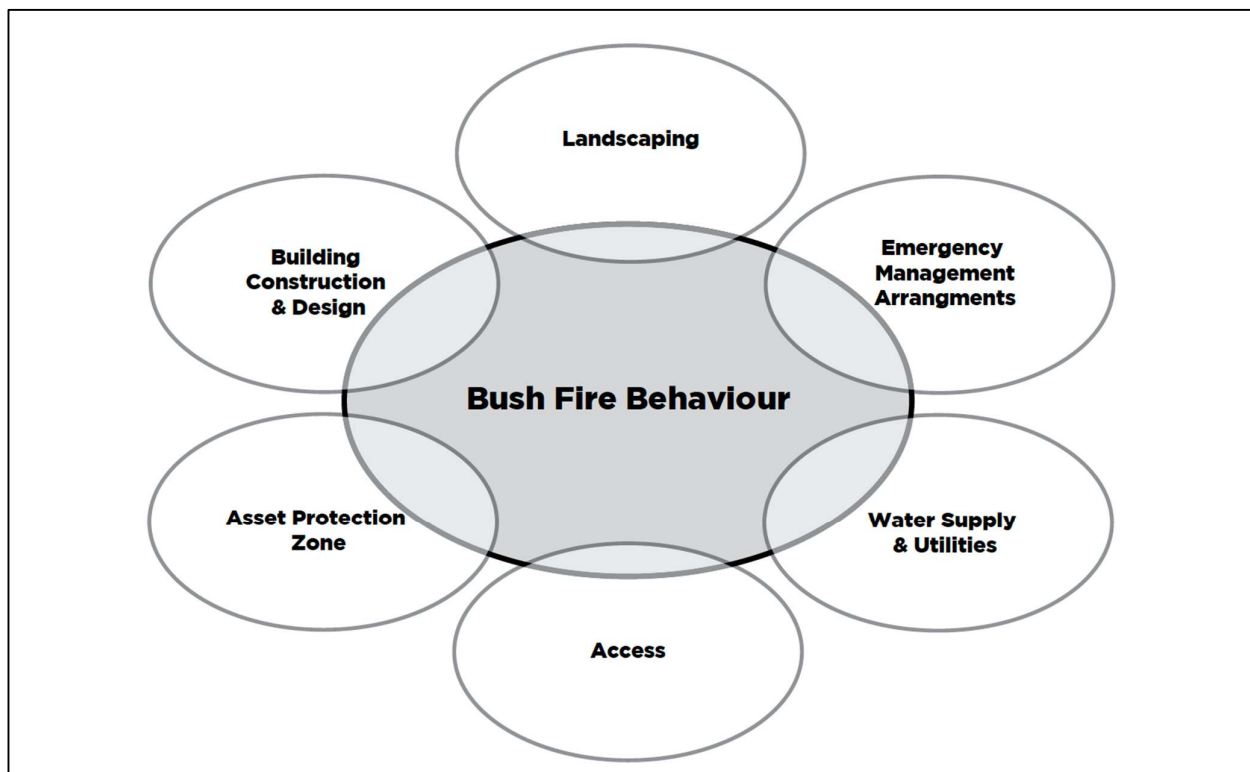 Landscaping
Building
Construction
& Design
Emergency
Management
Arrangments
Bush Fire Behaviour
Asset Protection
Zone
Water Supply
& Utilities
Access